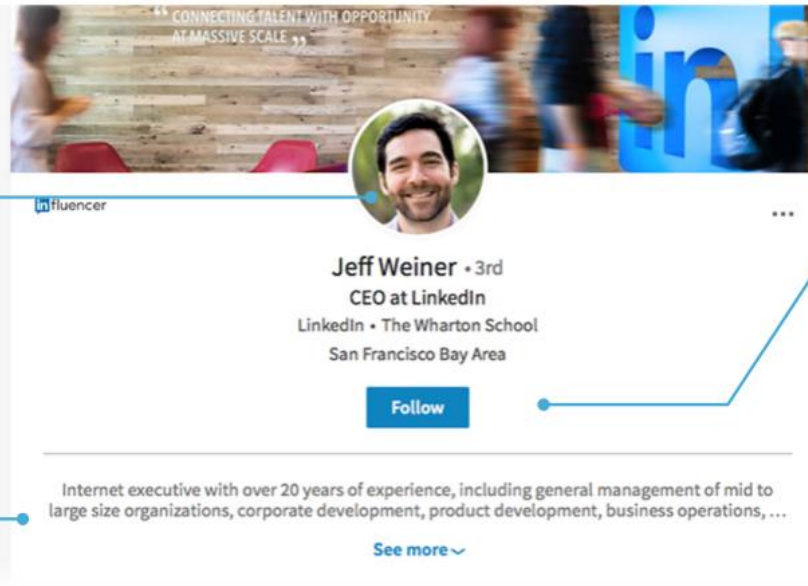 “ CONNECTING TALENT WITH OPPORTUNITY
AT MASSIVE SCALE ”
in
influencer
...
Jeff Weiner • 3rd
CEO at LinkedIn
LinkedIn • The Wharton School
San Francisco Bay Area
Follow
Internet executive with over 20 years of experience, including general management of mid to
large size organizations, corporate development, product development, business operations, ...
See more